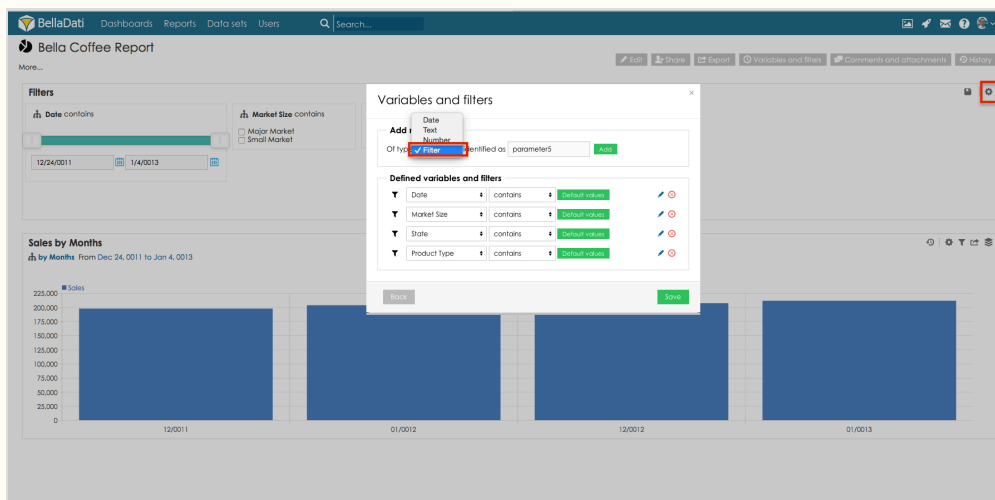 BellaDati Dashboards Reports Data sets Users Search...
Bella Coffee Report
Edit Share Export Variables and filters Comments and attachments History
More...
Filters
Date contains
12/24/0011 1/4/0013
Market Size contains
Major Market
Small Market
Variables and filters
×
Date
Text
Number
✓ Filter
Add
Of type identified as parameter5 Add
Defined variables and filters
Date contains Default values
Market Size contains Default values
State contains Default values
Product Type contains Default values
Back Save
Sales by Months
by Months From Dec 24, 0011 to Jan 4, 0013
Sales
225,000
200,000
175,000
150,000
125,000
100,000
75,000
50,000
25,000
0
12/0011 01/0012 12/0012 01/0013